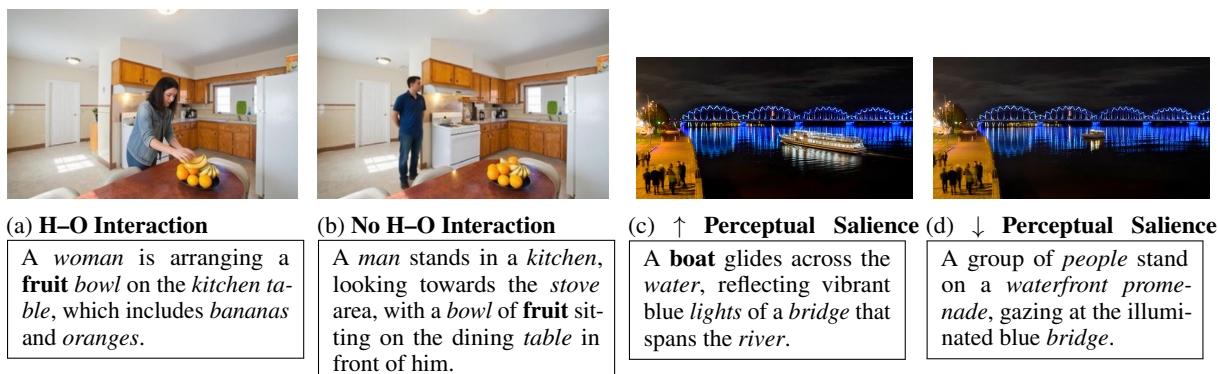 (a) H–O Interaction
A woman is arranging a
fruit bowl on the kitchen ta-
ble, which includes bananas
and oranges.
(b) No H–O Interaction
A man stands in a kitchen,
looking towards the stove
area, with a bowl of fruit sit-
ting on the dining table in
front of him.
(c) ↑ Perceptual Salience
A boat glides across the
water, reflecting vibrant
blue lights of a bridge that
spans the river.
(d) ↓ Perceptual Salience
A group of people stand
on a waterfront prome-
nade, gazing at the illumi-
nated blue bridge.